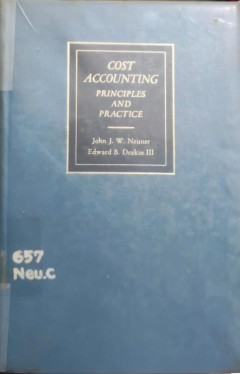 COST
ACCOUNTING
PRINCIPLES
AND
PRACTICE
John J. W. Neuner
Edward B. Deakin III
657
Neu.C